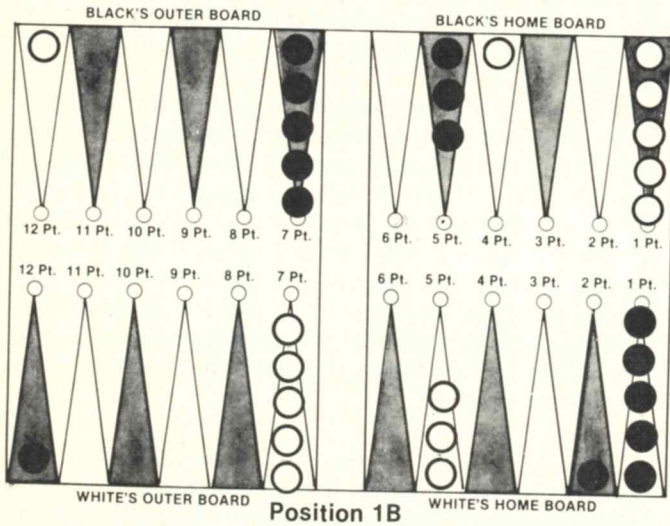 BLACK'S OUTER BOARD BLACK'S HOME BOARD
12 Pt. 11 Pt. 10 Pt. 9 Pt. 8 Pt. 7 Pt. 6 Pt. 5 Pt. 4 Pt. 3 Pt. 2 Pt. 1 Pt.
12 Pt. 11 Pt. 10 Pt. 9 Pt. 8 Pt. 7 Pt. 6 Pt. 5 Pt. 4 Pt. 3 Pt. 2 Pt. 1 Pt.
WHITE'S OUTER BOARD WHITE'S HOME BOARD
Position 1B